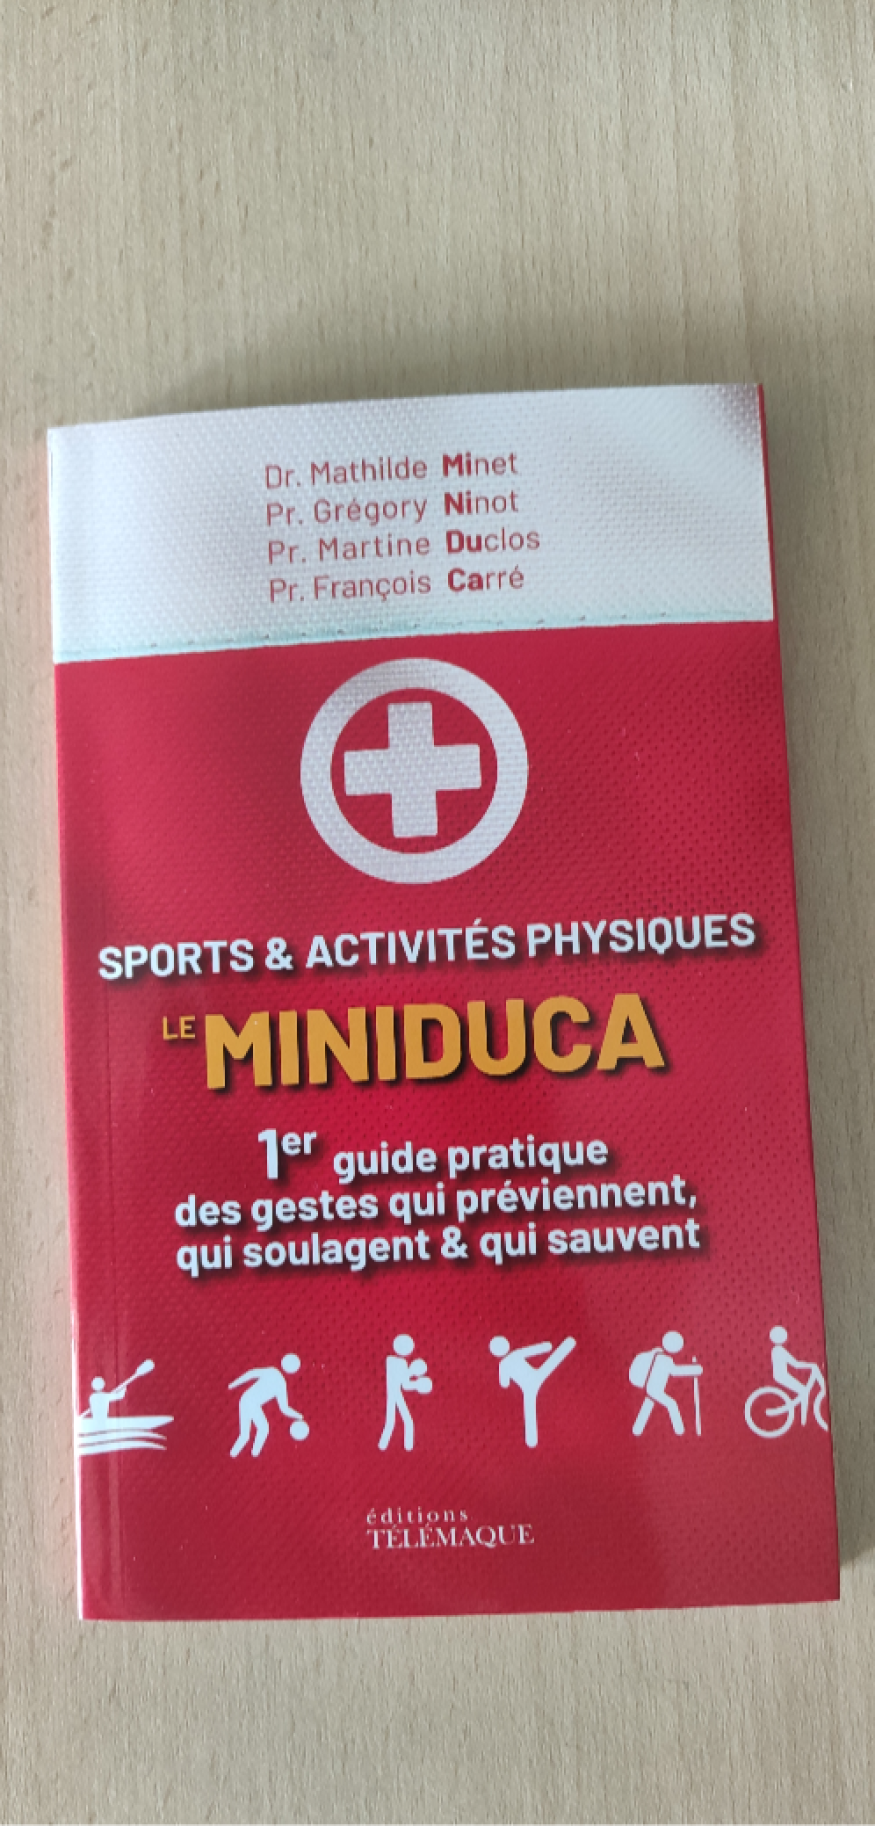 Dr. Mathilde Minet
Pr. Grégory Ninot
Pr. Martine Duclos
Pr. François Carré
SPORTS & ACTIVITÉS PHYSIQUES
LE MINIDUCA
1er guide pratique
des gestes qui préviennent,
qui soulagent & qui sauvent
éditions
TÉLÉMAQUE